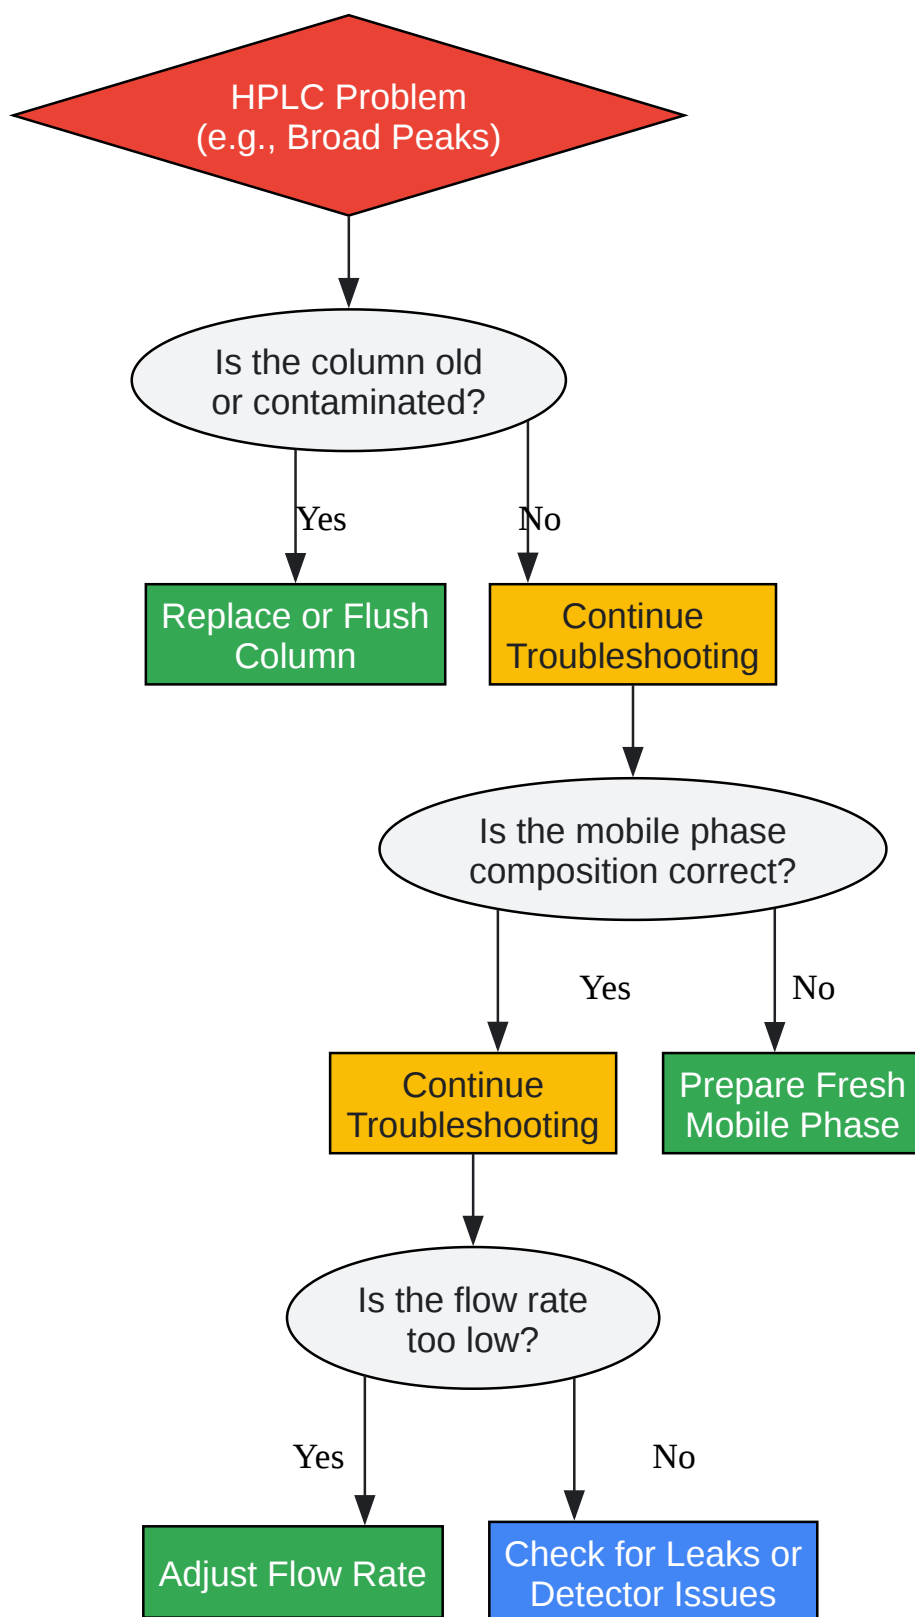 HPLC Problem
(e.g., Broad Peaks)
Is the column old
or contaminated?
Yes
No
Replace or Flush
Column
Continue
Troubleshooting
Is the mobile phase
composition correct?
Yes
No
Continue
Troubleshooting
Prepare Fresh
Mobile Phase
Is the flow rate
too low?
Yes
No
Adjust Flow Rate
Check for Leaks or
Detector Issues